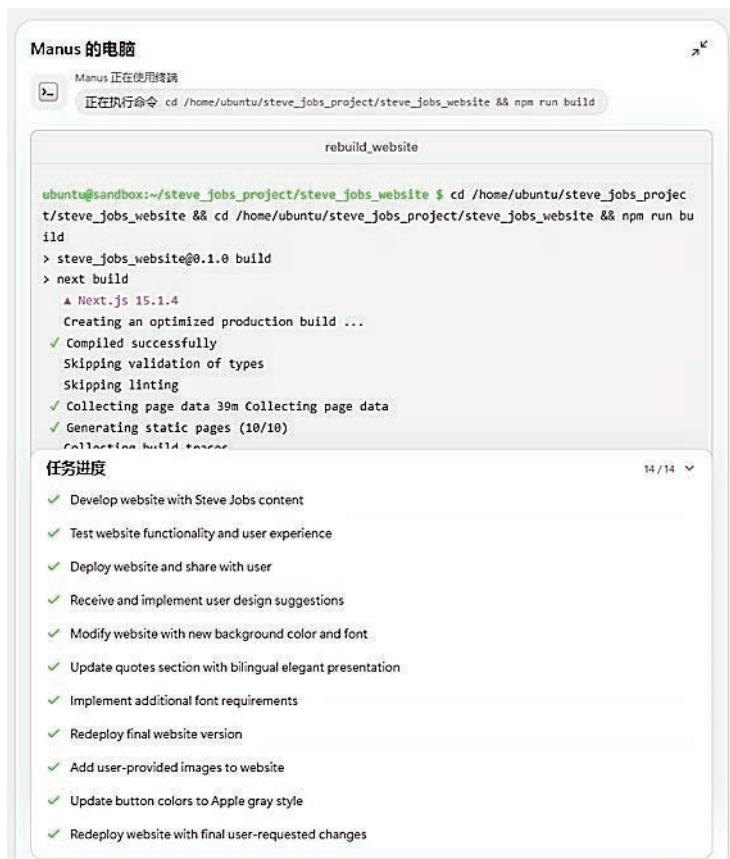 Manus 的电脑
Manus 正在使用终端
正在执行命令 cd /home/ubuntu/steve_jobs_project/steve_jobs_website && npm run build
rebuild_website
ubuntu@sandbox:~/steve_jobs_project/steve_jobs_website $ cd /home/ubuntu/steve_jobs_projec
t/steve_jobs_website && cd /home/ubuntu/steve_jobs_project/steve_jobs_website && npm run bu
ild
> steve_jobs_website@0.1.0 build
> next build
▲ Next.js 15.1.4
Creating an optimized production build ...
✓ Compiled successfully
Skipping validation of types
Skipping linting
✓ Collecting page data 39m Collecting page data
✓ Generating static pages (10/10)
Collecting build traces
任务进度
14/14
✓ Develop website with Steve Jobs content
✓ Test website functionality and user experience
✓ Deploy website and share with user
✓ Receive and implement user design suggestions
✓ Modify website with new background color and font
✓ Update quotes section with bilingual elegant presentation
✓ Implement additional font requirements
✓ Redeploy final website version
✓ Add user-provided images to website
✓ Update button colors to Apple gray style
✓ Redeploy website with final user-requested changes